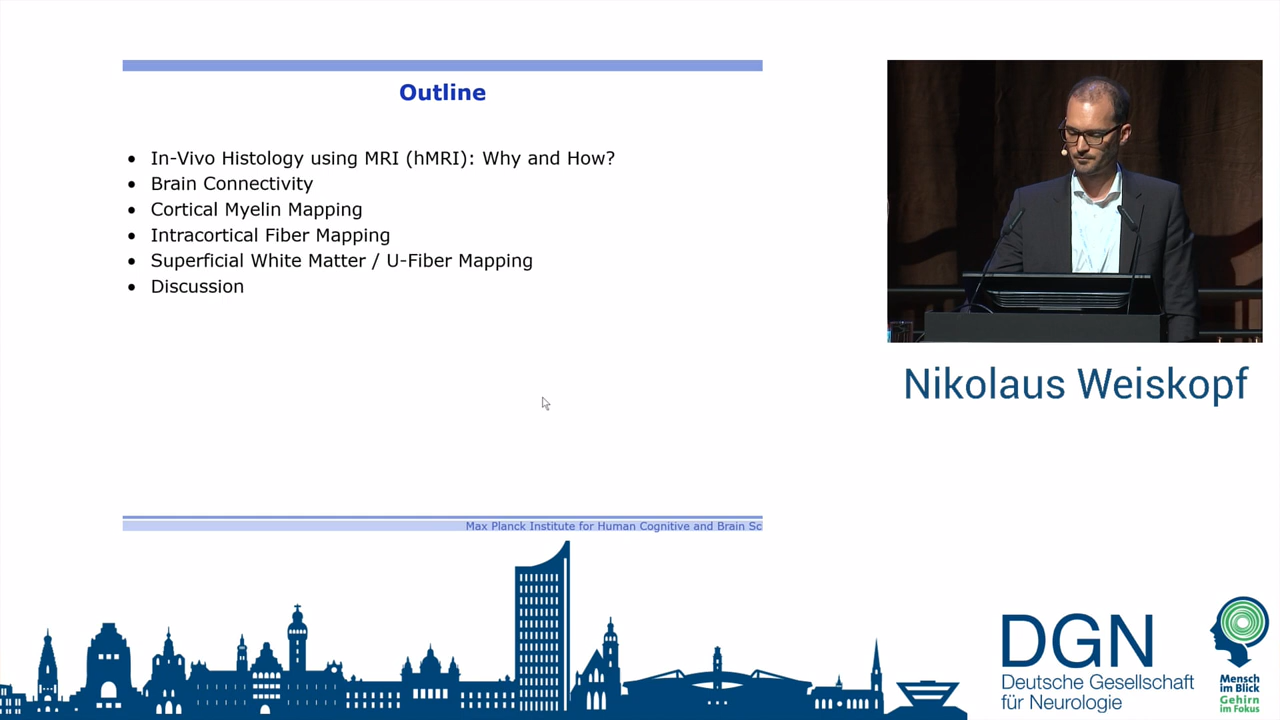 Outline
In-Vivo Histology using MRI (hMRI): Why and How?
Brain Connectivity
Cortical Myelin Mapping
Intracortical Fiber Mapping
Superficial White Matter / U-Fiber Mapping
Discussion
Max Planck Institute for Human Cognitive and Brain Sc
Nikolaus Weiskopf
DGN
Deutsche Gesellschaft
für Neurologie
Mensch
im Blick
Gehirn
im Fokus